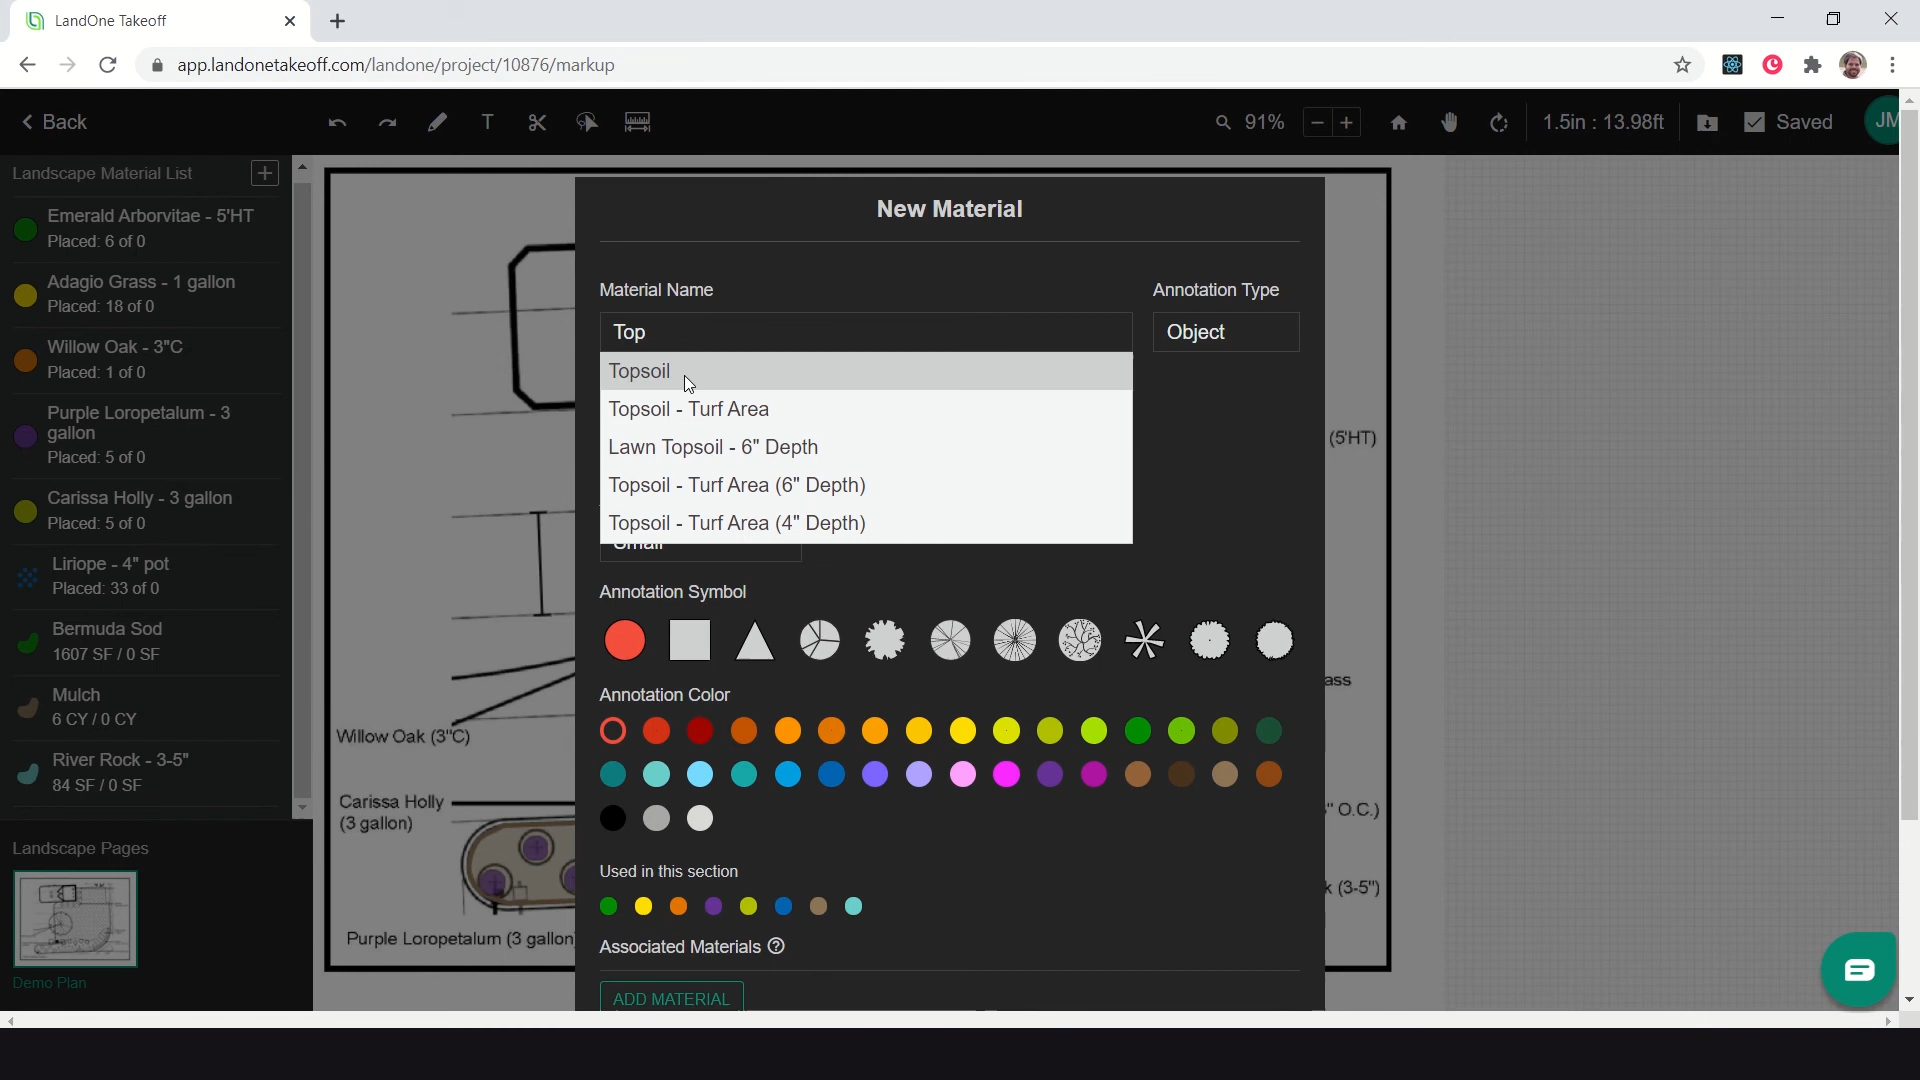 LandOne Takeoff
app.landonetakeoff.com/landone/project/10876/markup
Back
T
91%
1.5in : 13.98ft
Saved
JM
Landscape Material List
Emerald Arborvitae - 5'HT
Placed: 6 of 0
Adagio Grass - 1 gallon
Placed: 18 of 0
Willow Oak - 3"C
Placed: 1 of 0
Purple Loropetalum - 3
gallon
Placed: 5 of 0
Carissa Holly - 3 gallon
Placed: 5 of 0
Liriope - 4" pot
Placed: 33 of 0
Bermuda Sod
1607 SF / 0 SF
Mulch
6 CY / 0 CY
River Rock - 3-5"
84 SF / 0 SF
Landscape Pages
Demo Plan
Willow Oak (3"C)
Carissa Holly
(3 gallon)
Purple Loropetalum (3 gallon)
New Material
Material Name
Annotation Type
Top
Object
Topsoil
Topsoil - Turf Area
Lawn Topsoil - 6" Depth
Topsoil - Turf Area (6" Depth)
Topsoil - Turf Area (4" Depth)
Small
Annotation Symbol
Annotation Color
Used in this section
Associated Materials
ADD MATERIAL
(5'HT)
ass
" O.C.)
k (3-5")